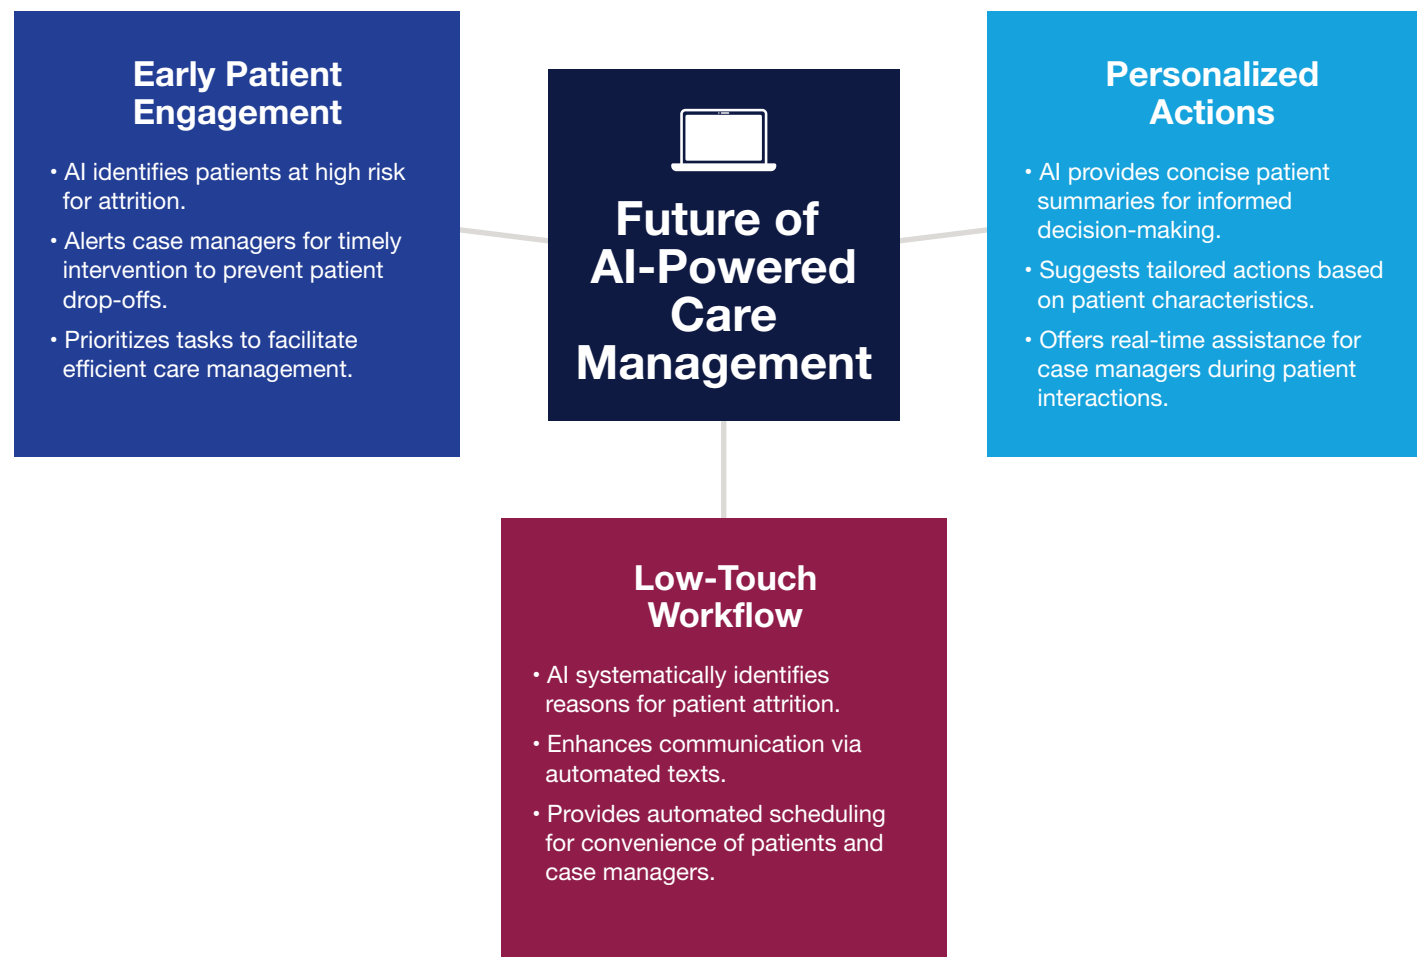 Early Patient
Engagement
• AI identifies patients at high risk
for attrition.
• Alerts case managers for timely
intervention to prevent patient
drop-offs.
• Prioritizes tasks to facilitate
efficient care management.
Future of
AI-Powered
Care
Management
Personalized
Actions
• AI provides concise patient
summaries for informed
decision-making.
• Suggests tailored actions based
on patient characteristics.
• Offers real-time assistance for
case managers during patient
interactions.
Low-Touch
Workflow
• AI systematically identifies
reasons for patient attrition.
• Enhances communication via
automated texts.
• Provides automated scheduling
for convenience of patients and
case managers.